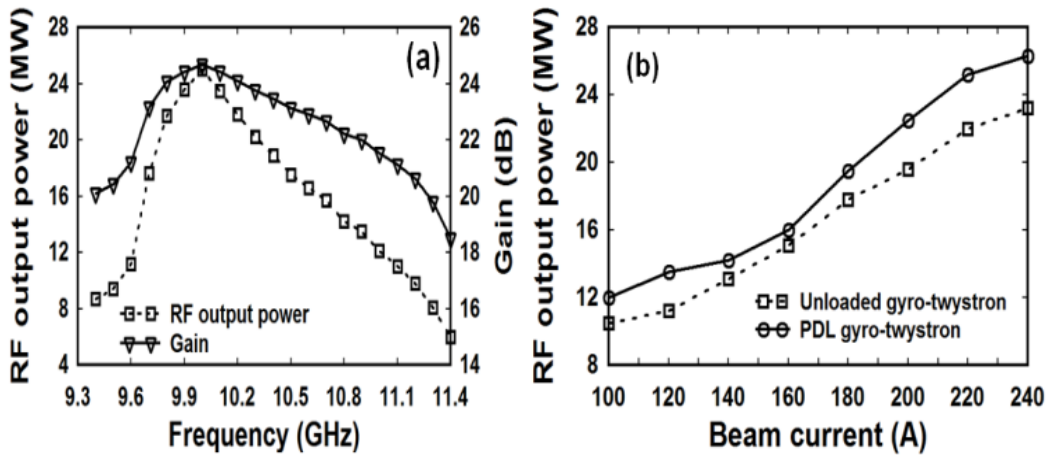 (a)
RF output power (MW)
28
24
20
16
12
8
4
26
24
22
20
18
16
14
Gain (dB)
RF output power
Gain
9.3 9.6 9.9 10.2 10.5 10.8 11.1 11.4
Frequency (GHz)
(b)
RF output power (MW)
28
24
20
16
12
8
Unloaded gyro-twystron
PDL gyro-twystron
100 120 140 160 180 200 220 240
Beam current (A)